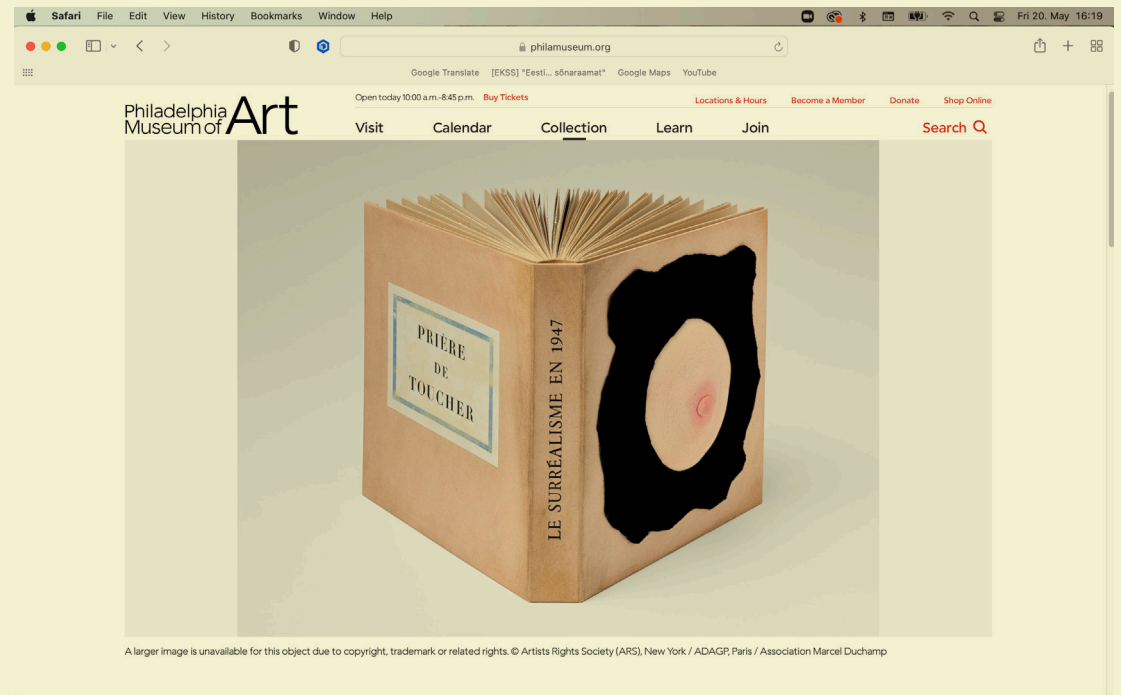 Safari File Edit View History Bookmarks Window Help
Fri 20. May 16:19
philamuseum.org
Google Translate [EKSS] "Eesti... sõnaraamat" Google Maps YouTube
Open today 10:00 a.m.–8:45 p.m. Buy Tickets
Locations & Hours Become a Member Donate Shop Online
Philadelphia
Museum of Art
Visit Calendar Collection Learn Join
Search
PRIÈRE
DE
TOUCHER
LE SURRÉALISME EN 1947
A larger image is unavailable for this object due to copyright, trademark or related rights. © Artists Rights Society (ARS), New York / ADAGP, Paris / Association Marcel Duchamp